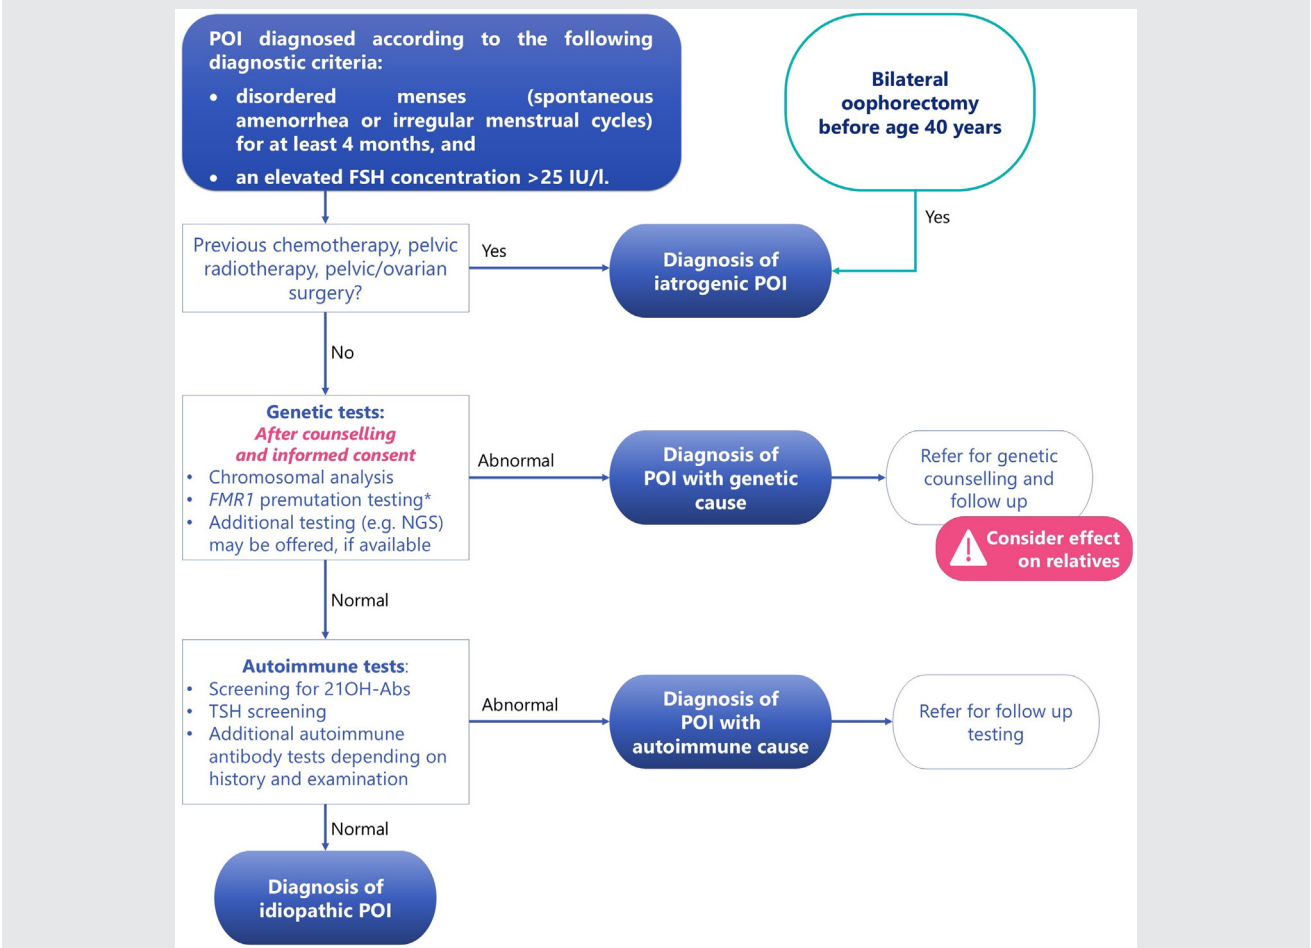 POI diagnosed according to the following
diagnostic criteria:
• disordered menses (spontaneous
amenorrhea or irregular menstrual cycles)
for at least 4 months, and
• an elevated FSH concentration >25 IU/l.
Bilateral
oophorectomy
before age 40 years
Yes
Previous chemotherapy, pelvic
radiotherapy, pelvic/ovarian
surgery?
Yes
Diagnosis of
iatrogenic POI
No
Genetic tests:
After counselling
and informed consent
• Chromosomal analysis
• FMR1 premutation testing*
• Additional testing (e.g. NGS)
may be offered, if available
Abnormal
Diagnosis of
POI with genetic
cause
Refer for genetic
counselling and
follow up
Consider effect
on relatives
Normal
Autoimmune tests:
• Screening for 21OH-Abs
• TSH screening
• Additional autoimmune
antibody tests depending on
history and examination
Abnormal
Diagnosis of
POI with
autoimmune cause
Refer for follow up
testing
Normal
Diagnosis of
idiopathic POI